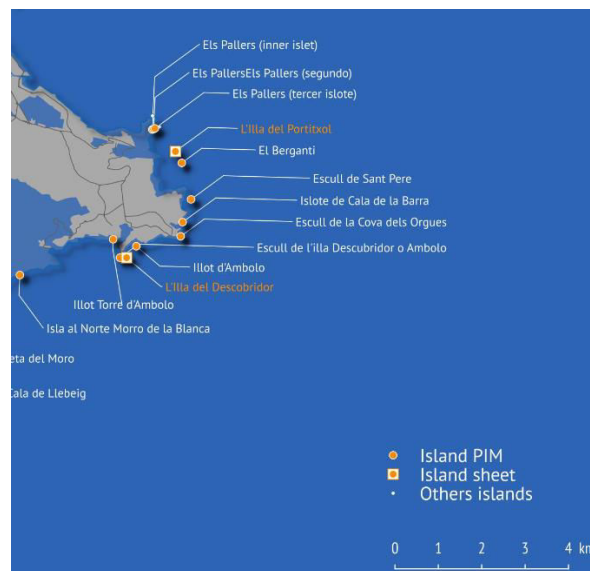 Els Pallers (inner islet)
Els PallersEls Pallers (segundo)
Els Pallers (tercer islote)
L'Illa del Portitxol
El Berganti
Escull de Sant Pere
Islote de Cala de la Barra
Escull de la Cova dels Orgues
Escull de l'illa Descubridor o Ambolo
Illot d'Ambolo
L'Illa del Descobridor
Illot Torre d'Ambolo
Isla al Norte Morro de la Blanca
eta del Moro
Cala de Llebeig
Island PIM
Island sheet
Others islands
0 1 2 3 4 km